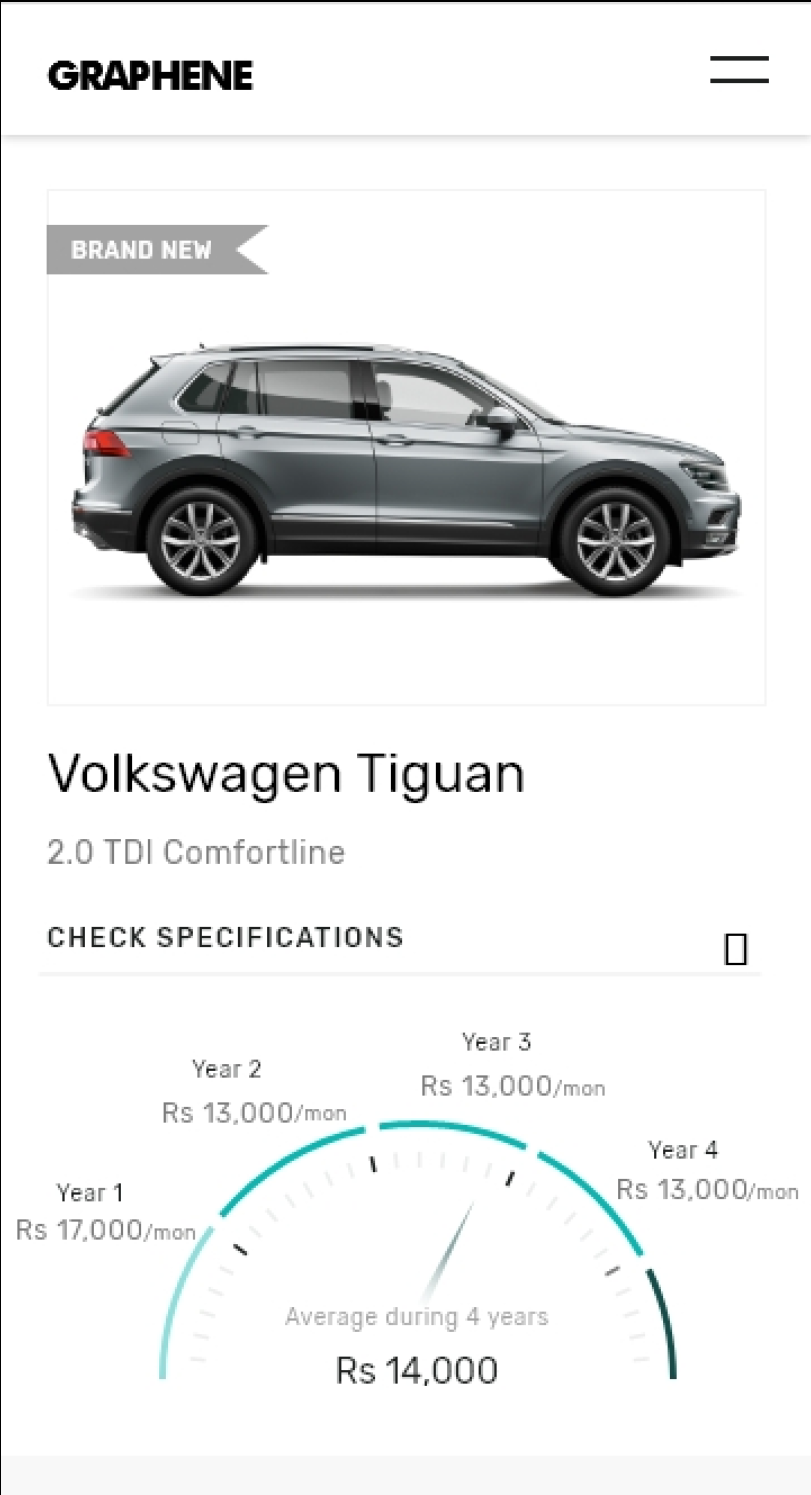 GRAPHENE
BRAND NEW
Volkswagen Tiguan
2.0 TDI Comfortline
CHECK SPECIFICATIONS
Year 3
Rs 13,000/mon
Year 2
Rs 13,000/mon
Year 4
Rs 13,000/mon
Year 1
Rs 17,000/mon
Average during 4 years
Rs 14,000